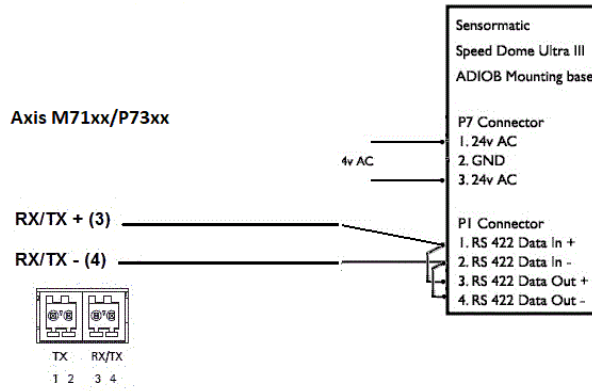 Sensormatic
Speed Dome Ultra III
ADIOB Mounting base
Axis M71xx/P73xx
P7 Connector
1. 24v AC
4v AC
2. GND
3. 24v AC
RX/TX + (3)
P1 Connector
1. RS 422 Data In +
RX/TX - (4)
2. RS 422 Data In -
3. RS 422 Data Out +
4. RS 422 Data Out -
TX RX/TX
1 2 3 4